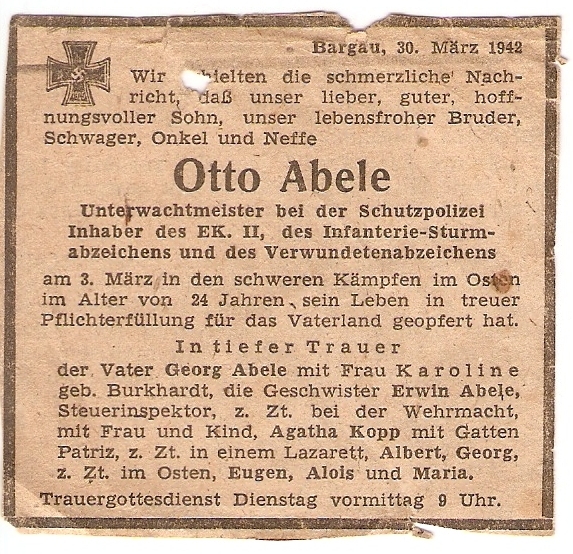 Bargau, 30. März 1942
Wir hielten die schmerzliche Nach-
richt, daß unser lieber, guter, hoff-
nungsvoller Sohn, unser lebensfroher Bruder,
Schwager, Onkel und Neffe
Otto Abele
Unterwachtmeister bei der Schutzpolizei
Inhaber des EK. II, des Infanterie-Sturm-
abzeichens und des Verwundetenabzeichens
am 3. März in den schweren Kämpfen im Osten
im Alter von 24 Jahren sein Leben in treuer
Pflichterfüllung für das Vaterland geopfert hat.
In tiefer Trauer
der Vater Georg Abele mit Frau Karoline
geb. Burkhardt, die Geschwister Erwin Abele,
Steuerinspektor, z. Zt. bei der Wehrmacht,
mit Frau und Kind, Agatha Kopp mit Gatten
Patriz, z. Zt. in einem Lazarett, Albert, Georg,
z. Zt. im Osten, Eugen, Alois und Maria.
Trauergottesdienst Dienstag vormittag 9 Uhr.